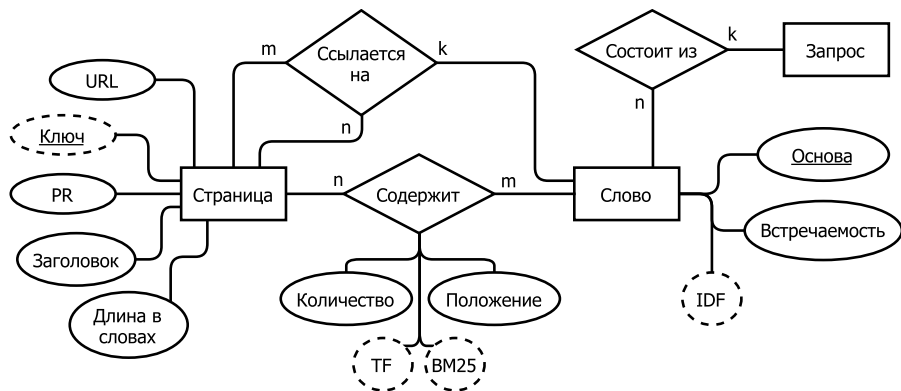 Ссылается
на
m
k
n
Состоит из
k
n
Запрос
URL
Ключ
PR
Заголовок
Длина в
словах
Страница
n
Содержит
m
Слово
Основа
Встречаемость
IDF
Количество
Положение
TF
BM25